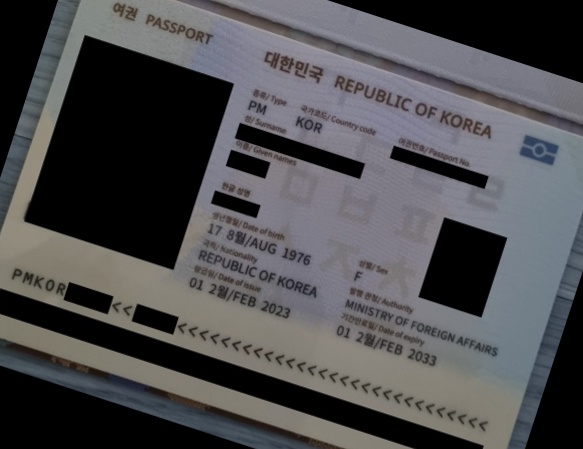 여권 PASSPORT
대한민국 REPUBLIC OF KOREA
종류/Type 국가코드/Country code 여권번호/Passport No.
PM KOR
성/Surname
이름/Given names
한글 성명
생년월일/Date of birth 성별/Sex
17 8월/AUG 1976 F
국적/Nationality 발행 관청/Authority
REPUBLIC OF KOREA MINISTRY OF FOREIGN AFFAIRS
발급일/Date of issue 기간만료일/Date of expiry
01 2월/FEB 2023 01 2월/FEB 2033
PMKOR <<  <<<<<<<<<<<<<<<<<<<<<<<<<<<<